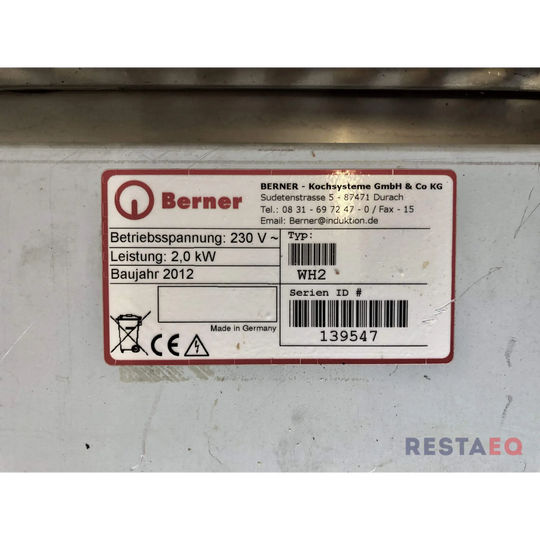 Berner
BERNER - Kochsysteme GmbH & Co KG
Sudetenstrasse 5 - 87471 Durach
Tel.: 08 31 - 69 72 47 - 0 / Fax - 15
Email: Berner@induktion.de
Betriebsspannung: 230 V ~
Leistung: 2,0 kW
Baujahr 2012
Typ:
WH2
Serien ID #
139547
Made in Germany
CE
RESTAEQ